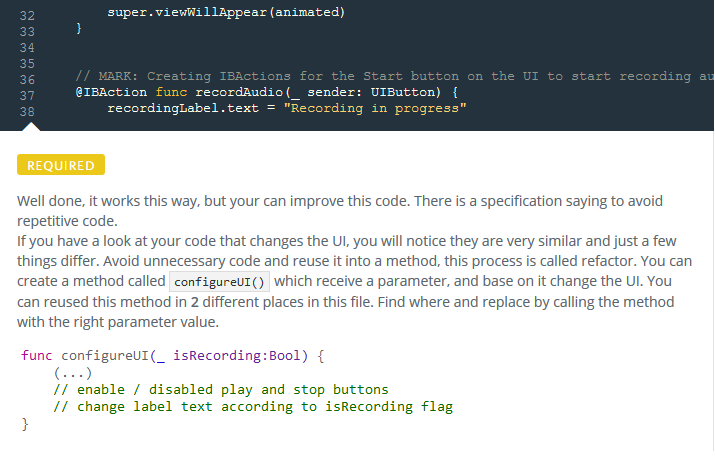 32 super.viewWillAppear(animated)
33 }
34
35
36 // MARK: Creating IBActions for the Start button on the UI to start recording au
37 @IBAction func recordAudio(_ sender: UIButton) {
38 recordingLabel.text = "Recording in progress"
REQUIRED
Well done, it works this way, but your can improve this code. There is a specification saying to avoid
repetitive code.
If you have a look at your code that changes the UI, you will notice they are very similar and just a few
things differ. Avoid unnecessary code and reuse it into a method, this process is called refactor. You can
create a method called configureUI() which receive a parameter, and base on it change the UI. You
can reused this method in 2 different places in this file. Find where and replace by calling the method
with the right parameter value.
func configureUI(_ isRecording:Bool) {
(...)
// enable / disabled play and stop buttons
// change label text according to isRecording flag
}